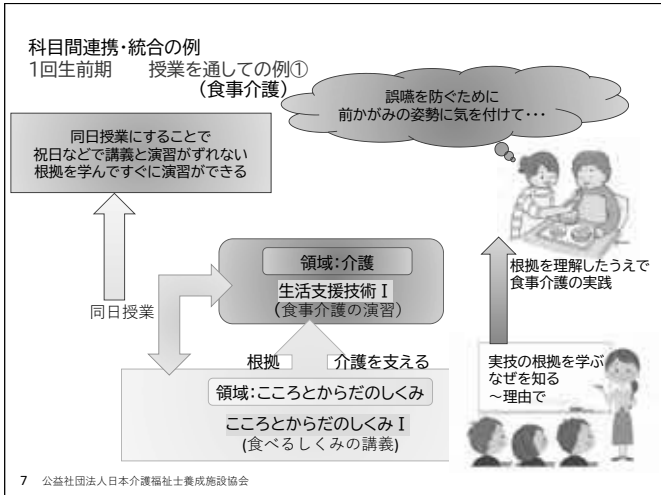 科目間連携・統合の例
1回生前期 授業を通しての例①
(食事介護)
誤嚥を防ぐために
前かがみの姿勢に気を付けて・・・
同日授業にすることで
祝日などで講義と演習がずれない
根拠を学んですぐに演習ができる
領域:介護
生活支援技術Ⅰ
(食事介護の演習)
同日授業
根拠を理解したうえで
食事介護の実践
根拠 介護を支える
領域:こころとからだのしくみ
こころとからだのしくみⅠ
(食べるしくみの講義)
実技の根拠を学ぶ
なぜを知る
～理由で
7 公益社団法人日本介護福祉士養成施設協会